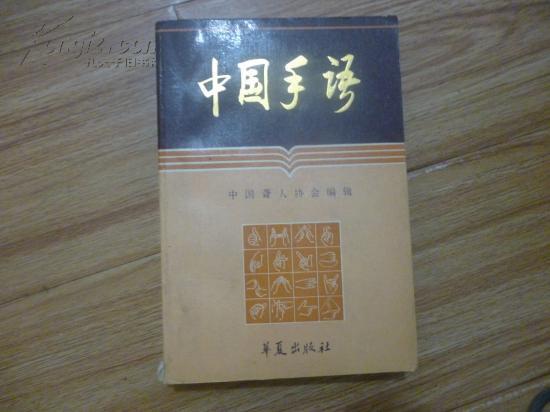 中国手语
中国聋人协会编辑
华夏出版社